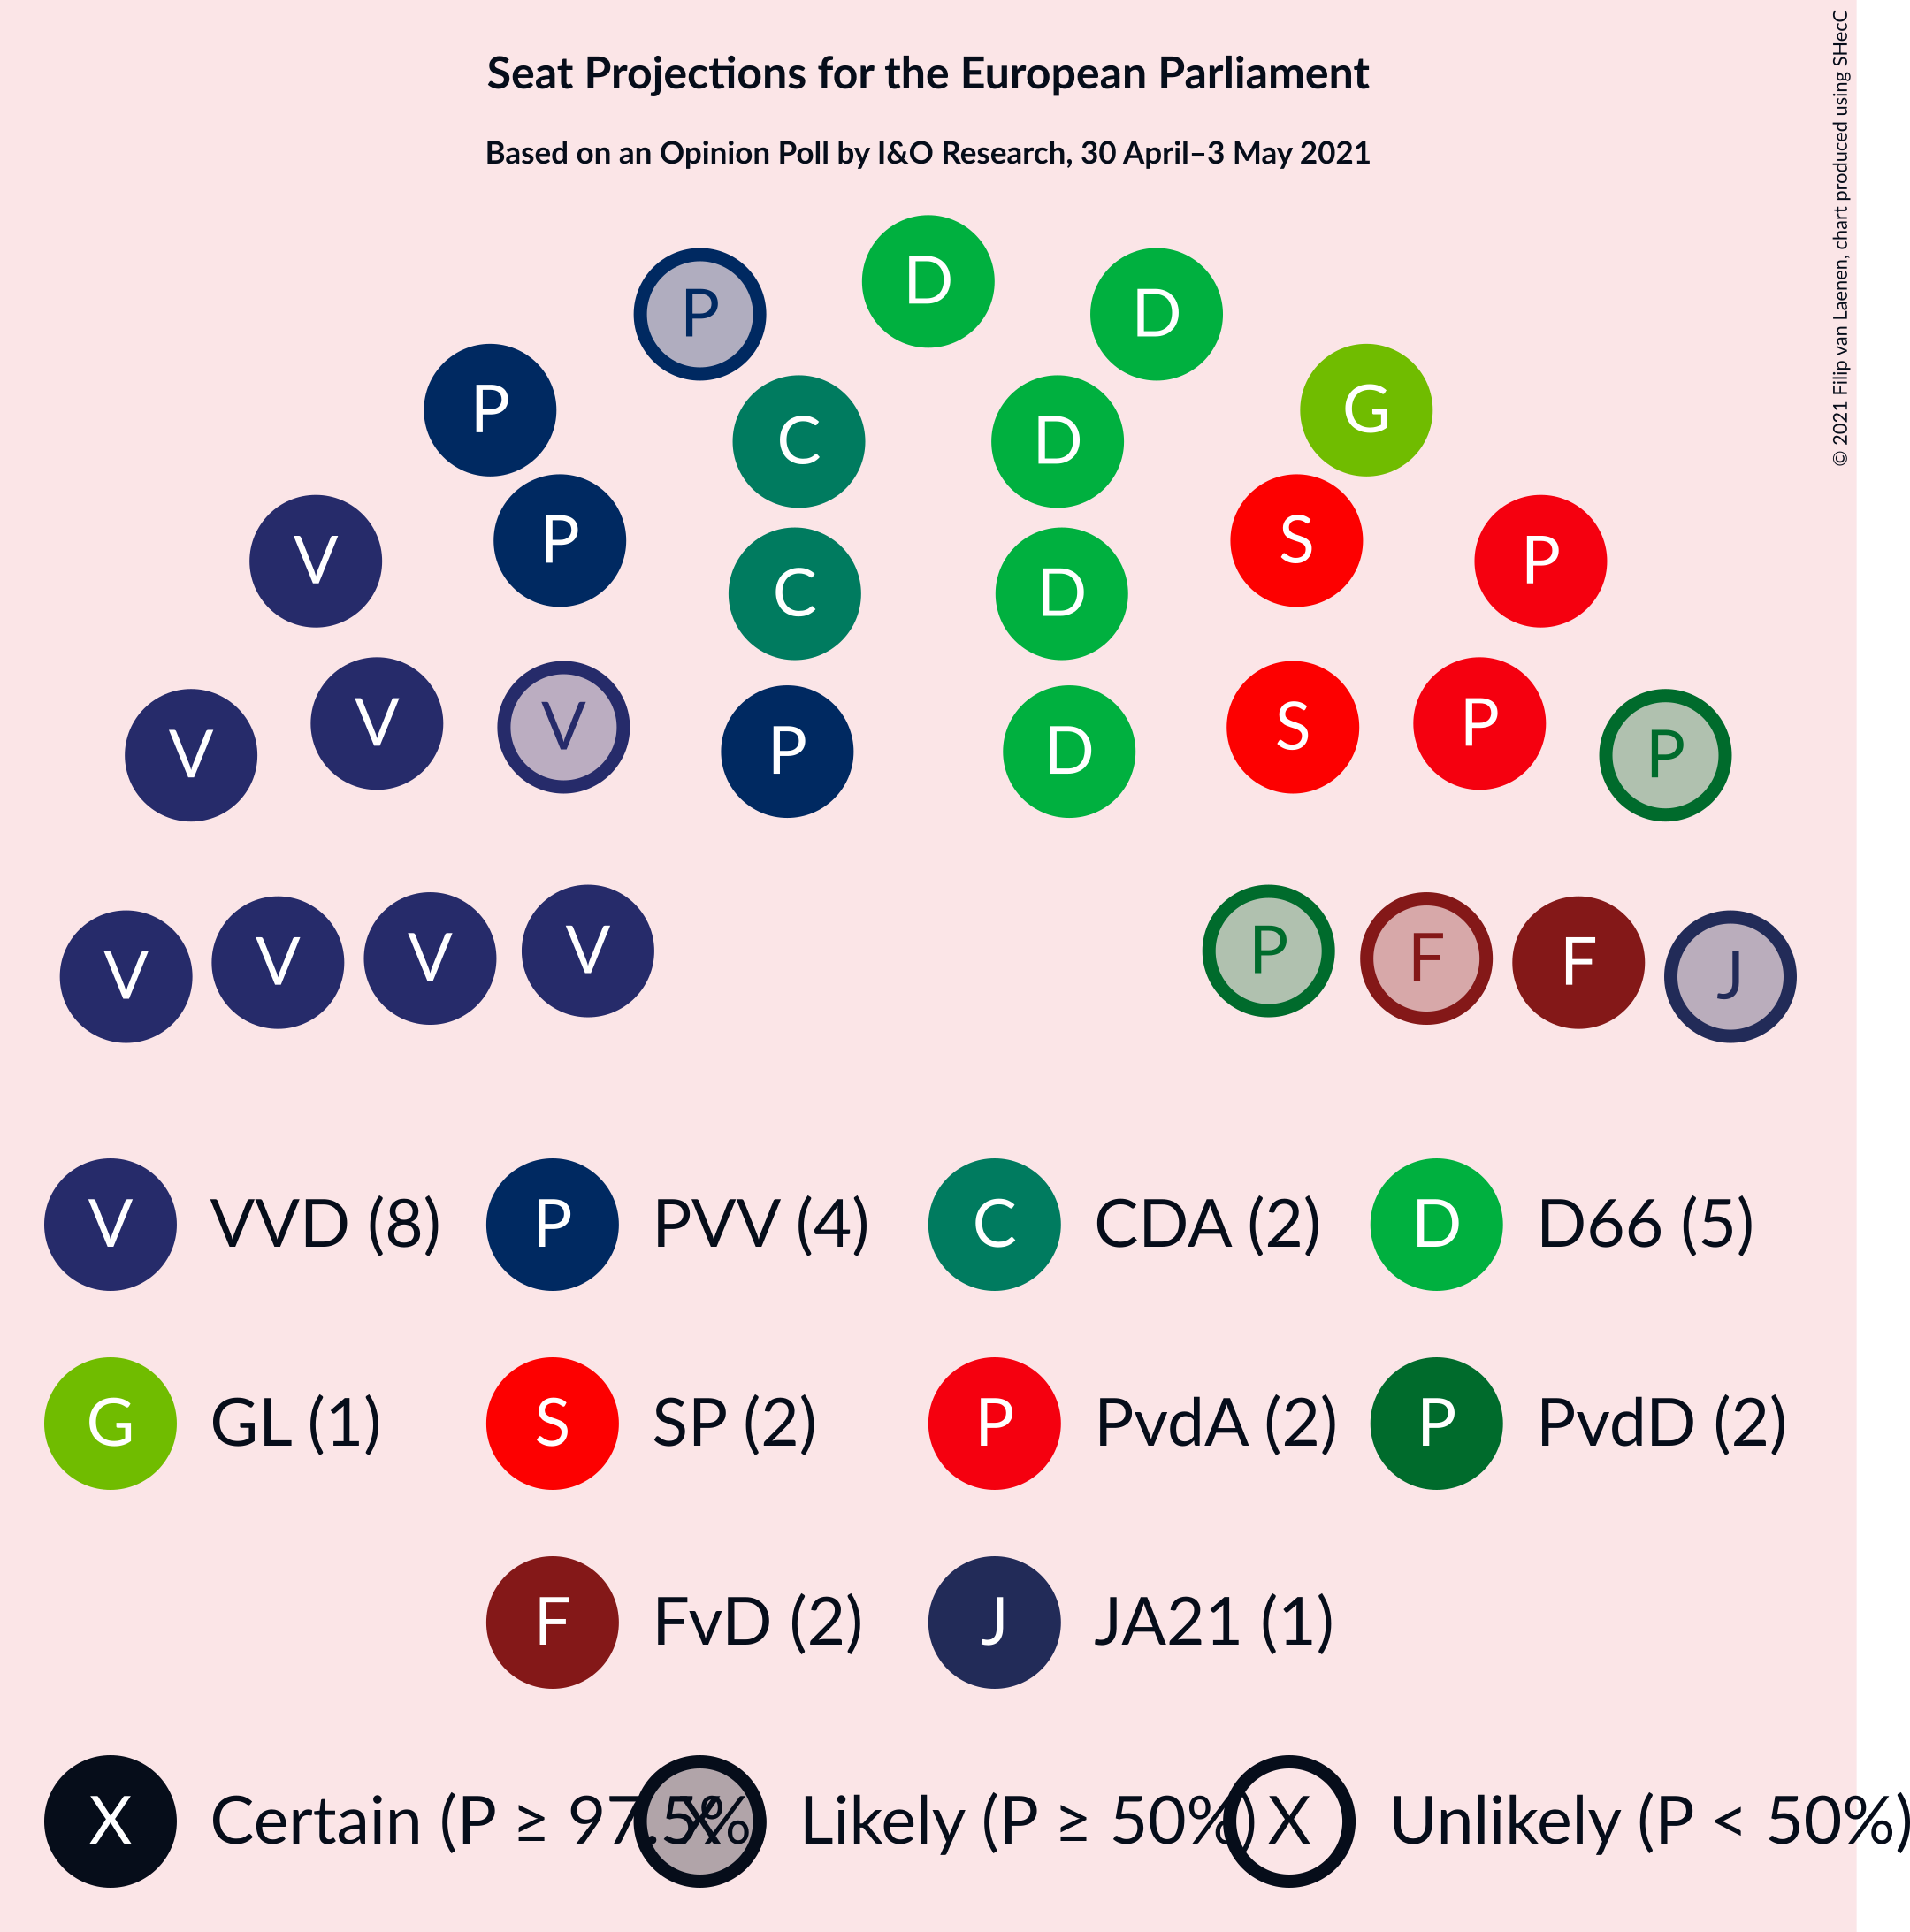 Seat Projections for the European Parliament
Based on an Opinion Poll by I&O Research, 30 April–3 May 2021
© 2021 Filip van Laenen, chart produced using SHecC
D
P
D
P
G
C
D
V
P
S
P
C
D
V
V
V
P
D
S
P
P
V
V
V
V
P
F
F
J
V VVD (8)
P PVV (4)
C CDA (2)
D D66 (5)
G GL (1)
S SP (2)
P PvdA (2)
P PvdD (2)
F FvD (2)
J JA21 (1)
X Certain (P ≥ 97.5%
X Likely (P ≥ 50%)
X Unlikely (P < 50%)